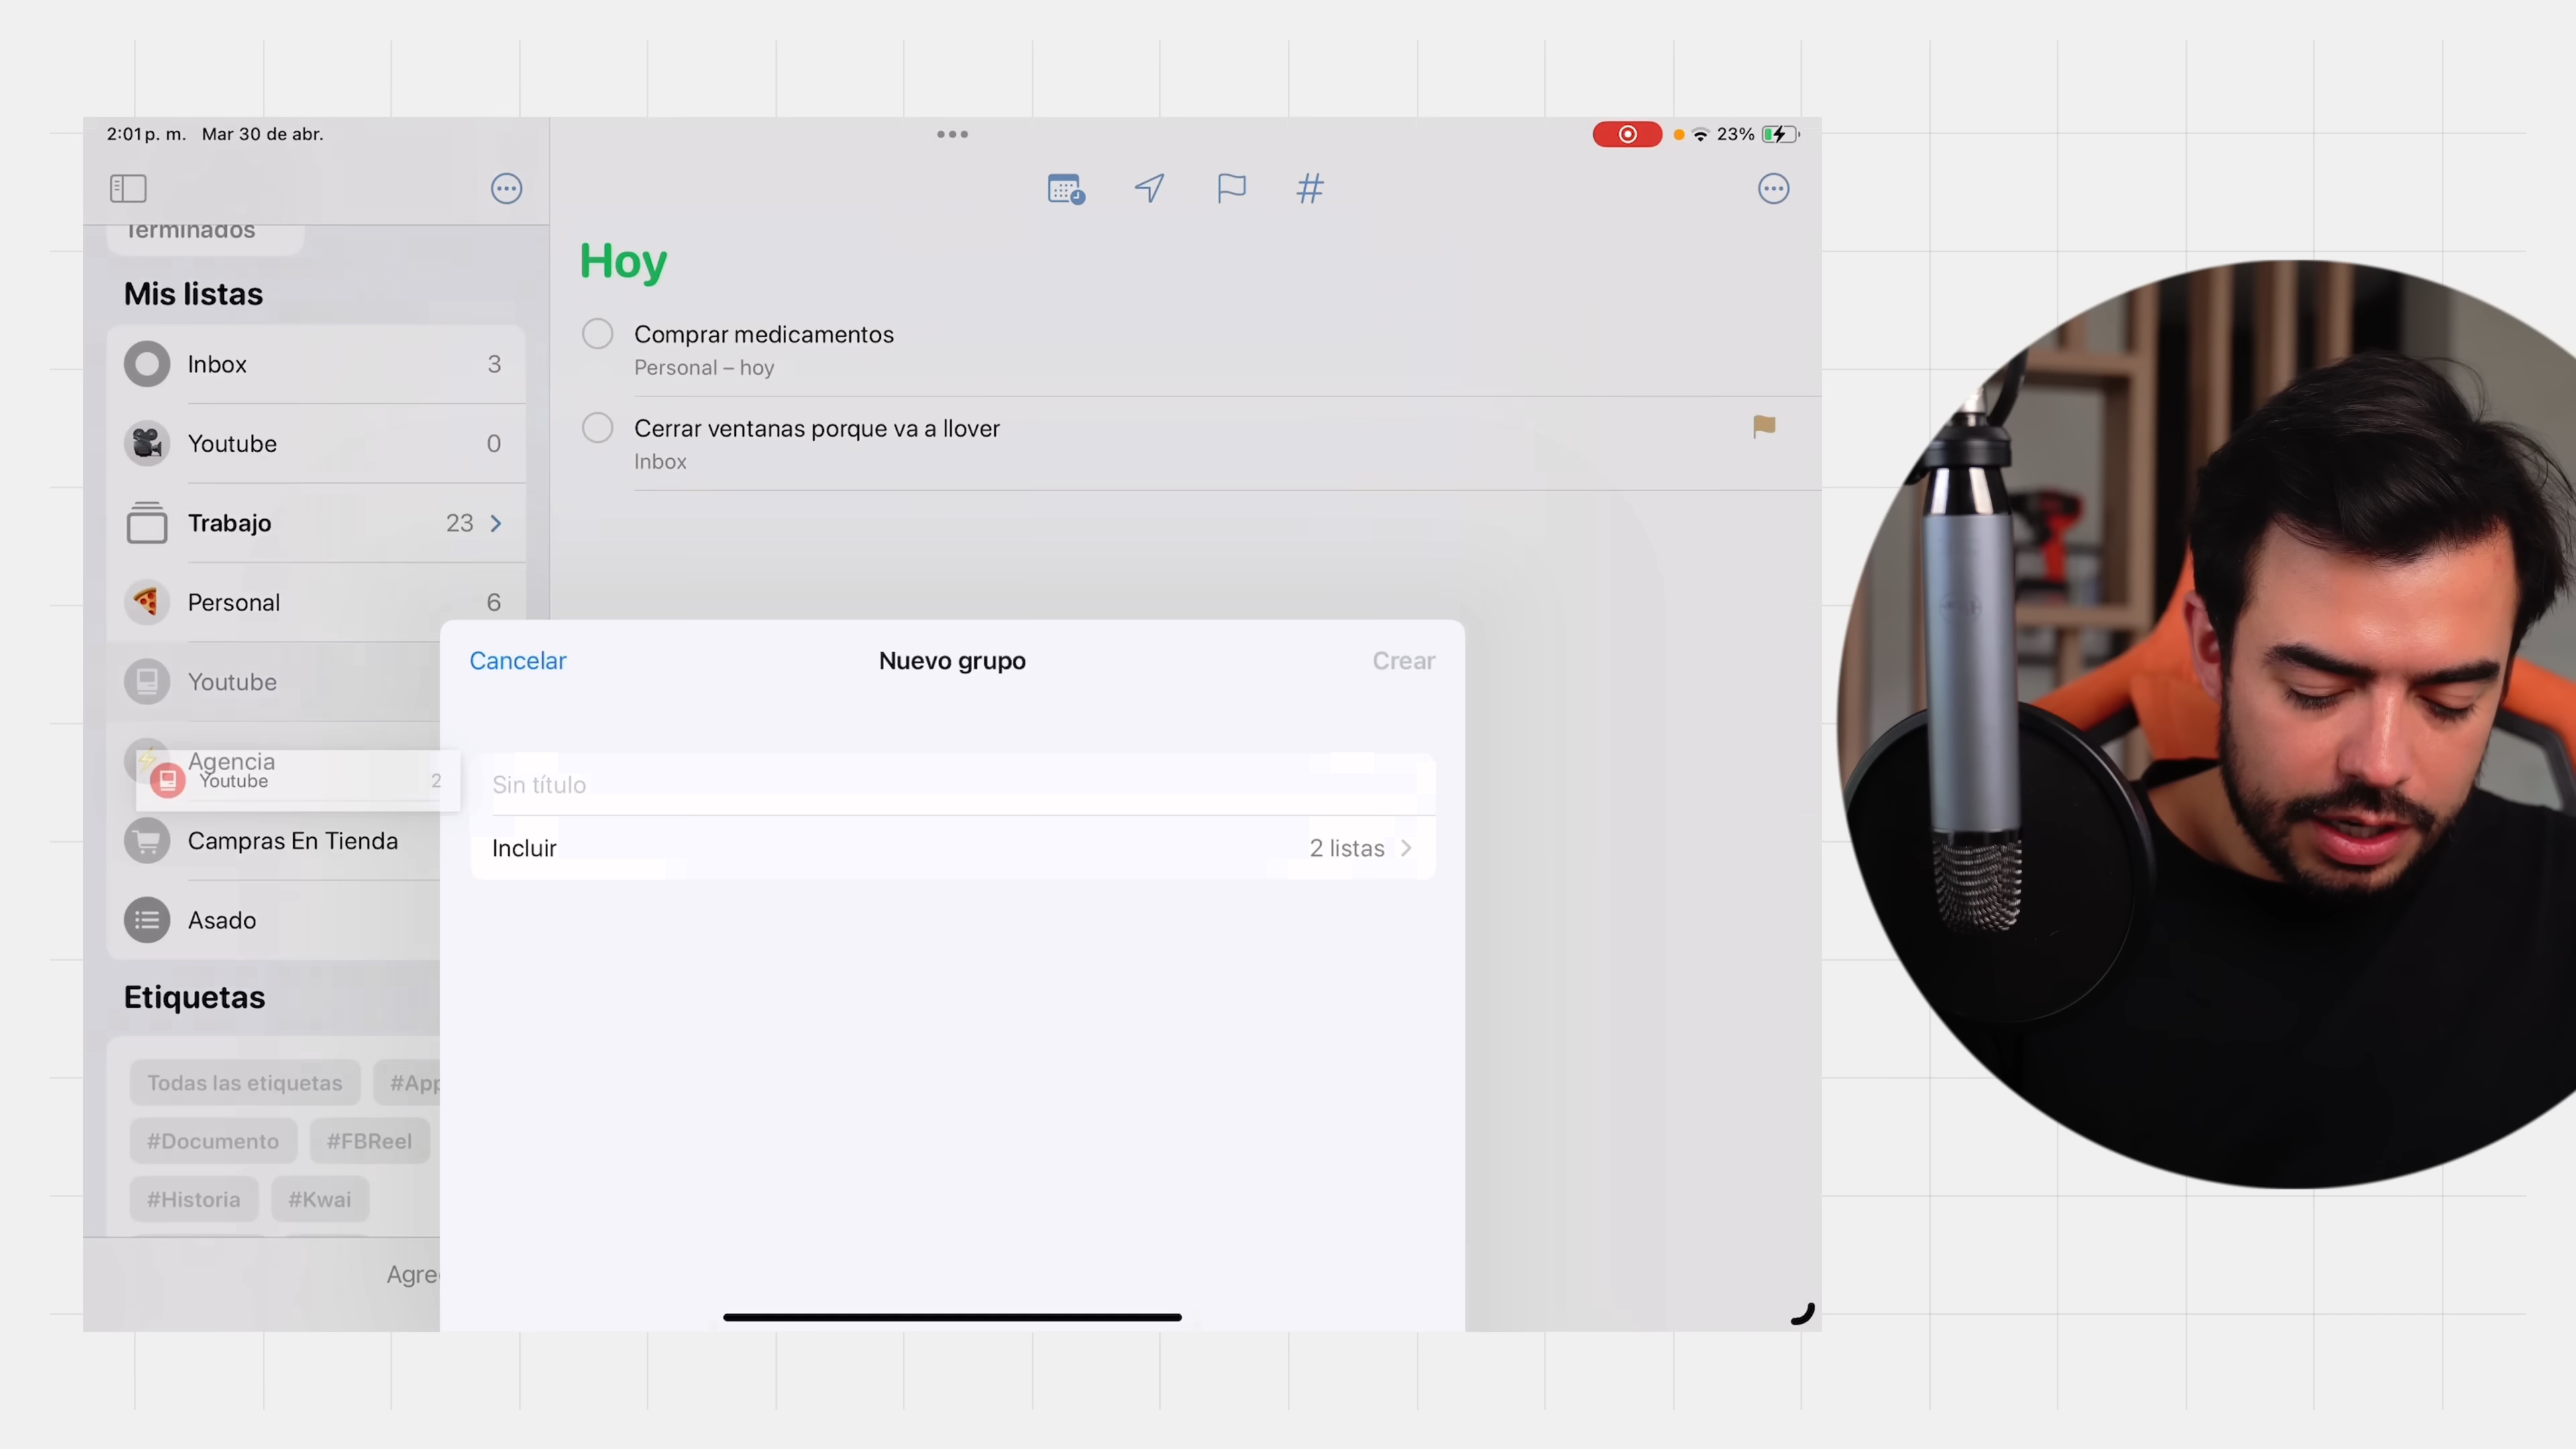 2:01 p. m. Mar 30 de abr.
23%
Terminados
Mis listas
Inbox 3
Youtube 0
Trabajo 23
Personal 6
Youtube
Agencia
Youtube 2
Campras En Tienda
Asado
Etiquetas
Todas las etiquetas #App
#Documento #FBReel
#Historia #Kwai
Agre
Hoy
Comprar medicamentos
Personal – hoy
Cerrar ventanas porque va a llover
Inbox
Cancelar Nuevo grupo Crear
Sin título
Incluir 2 listas